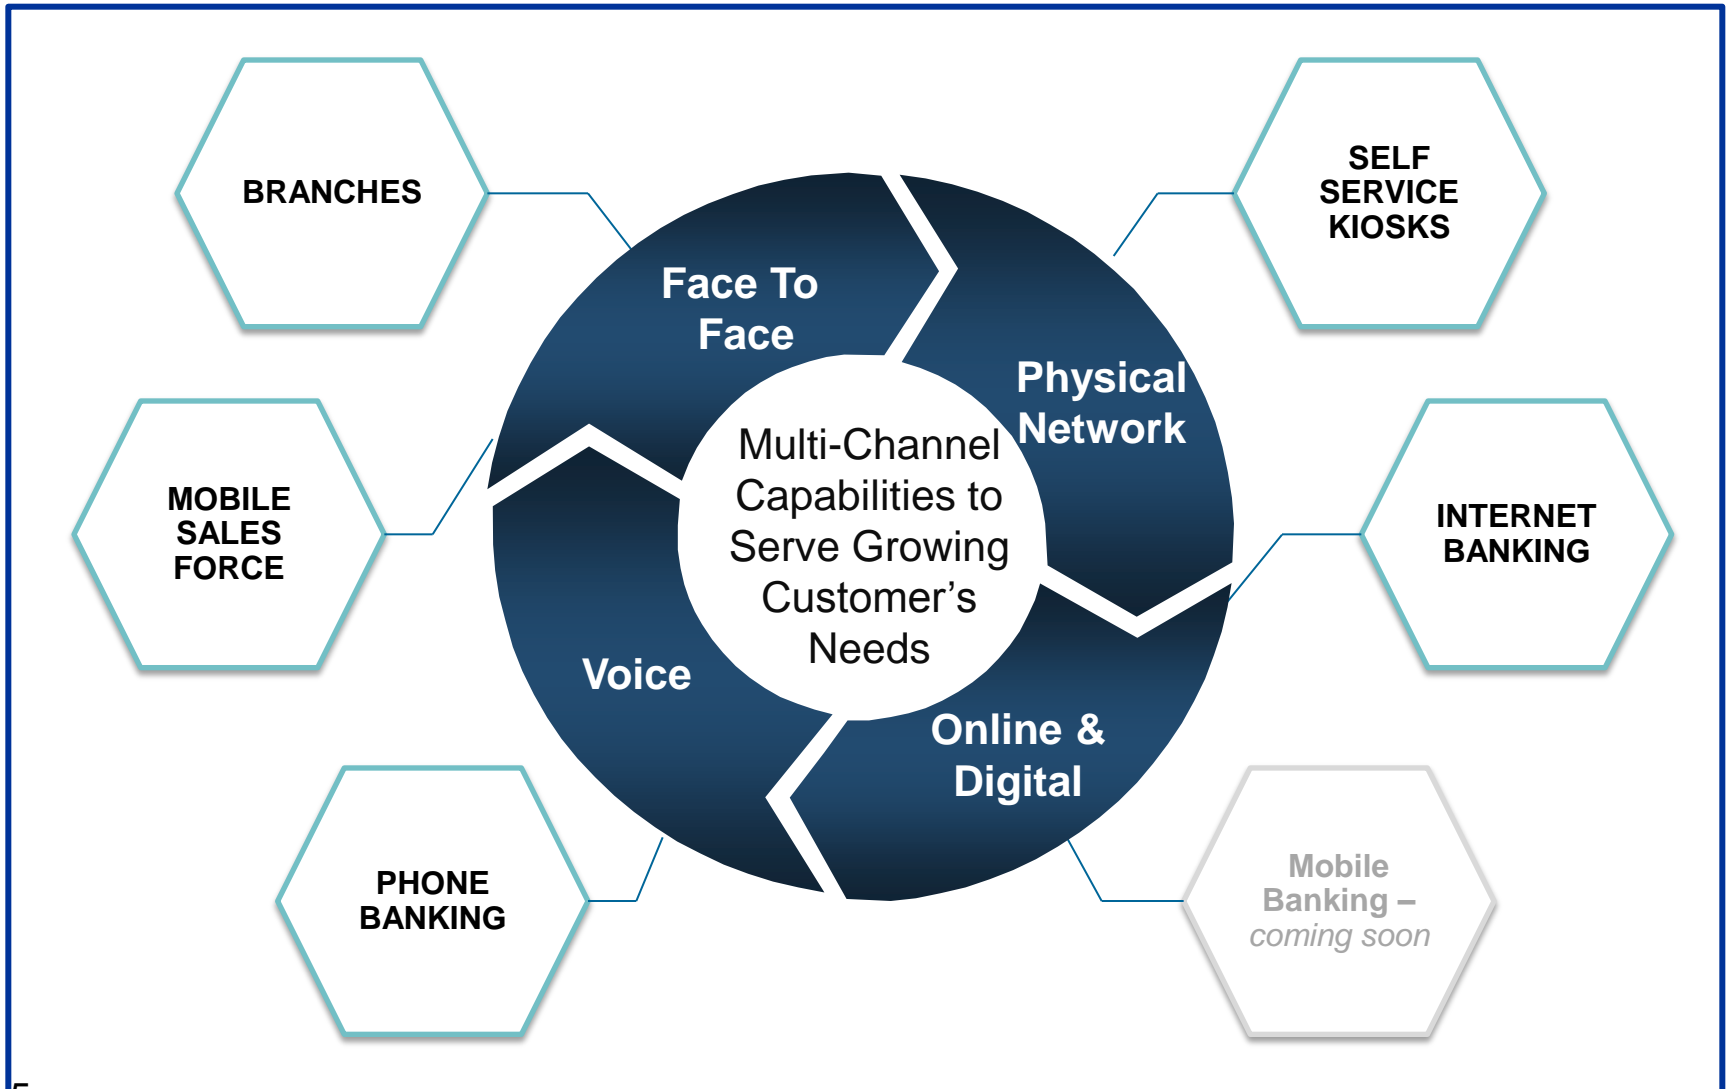 BRANCHES
SELF
SERVICE
KIOSKS
Face To
Face
Physical
Network
MOBILE
SALES
FORCE
Multi-Channel
Capabilities to
Serve Growing
Customer’s
Needs
INTERNET
BANKING
Voice
Online &
Digital
PHONE
BANKING
Mobile
Banking –
coming soon